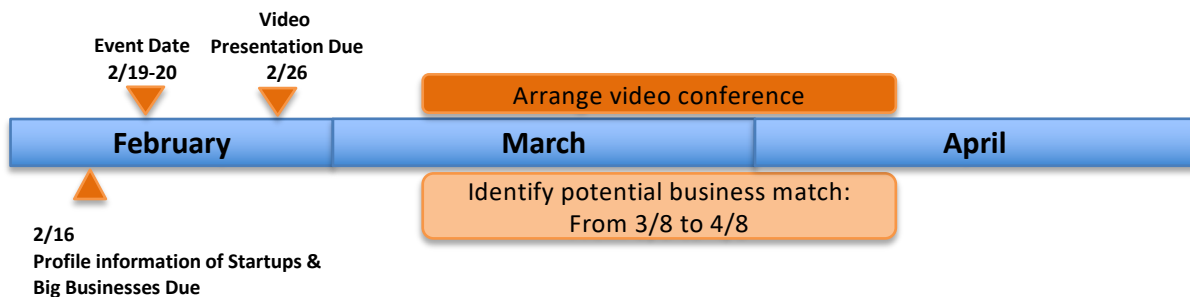 Event Date
2/19-20
Video
Presentation Due
2/26
Arrange video conference
February
March
April
Identify potential business match:
From 3/8 to 4/8
2/16
Profile information of Startups &
Big Businesses Due